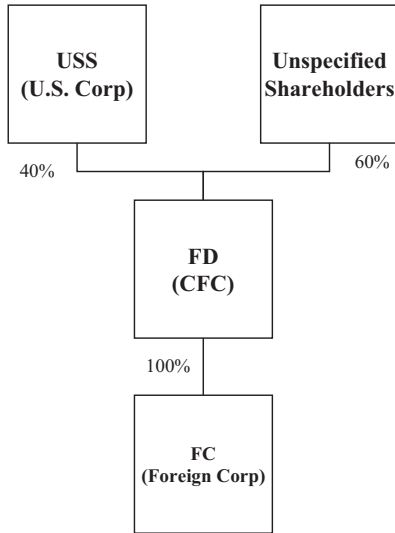 USS
(U.S. Corp)
Unspecified
Shareholders
40%
60%
FD
(CFC)
100%
FC
(Foreign Corp)